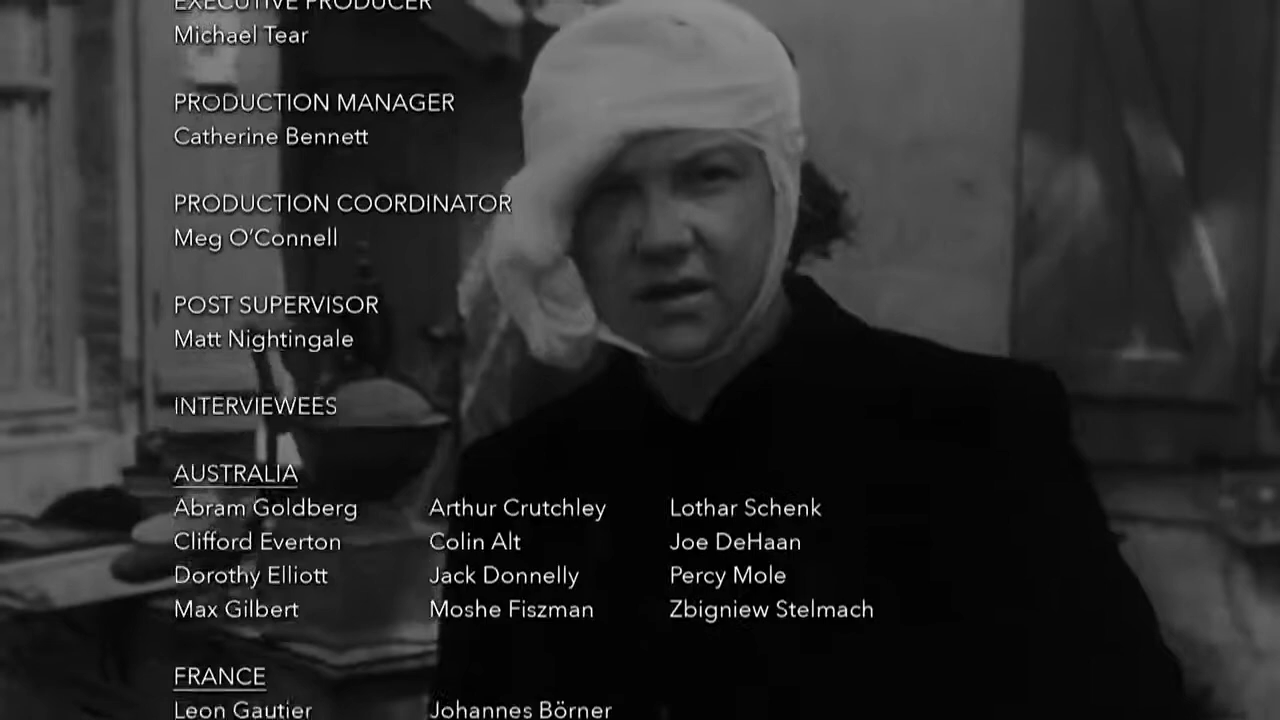 EXECUTIVE PRODUCER
Michael Tear
PRODUCTION MANAGER
Catherine Bennett
PRODUCTION COORDINATOR
Meg O'Connell
POST SUPERVISOR
Matt Nightingale
INTERVIEWEES
AUSTRALIA
Abram Goldberg Arthur Crutchley Lothar Schenk
Clifford Everton Colin Alt Joe DeHaan
Dorothy Elliott Jack Donnelly Percy Mole
Max Gilbert Moshe Fiszman Zbigniew Stelmach
FRANCE
Leon Gautier Johannes Börner